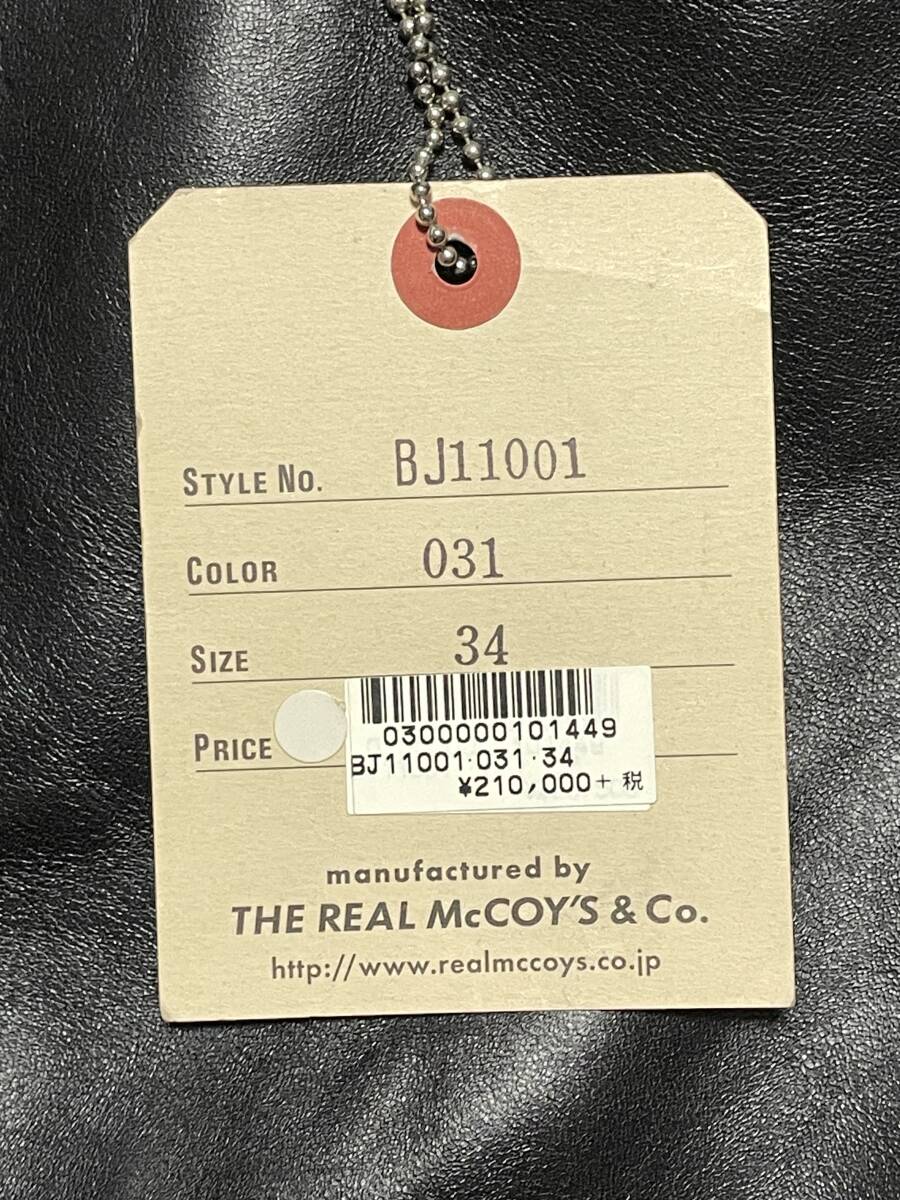 STYLE NO. BJ11001
COLOR 031
SIZE 34
PRICE
0300000101449
BJ11001·031·34
¥210,000+ 税
manufactured by
THE REAL McCOY'S & Co.
http://www.realmccoys.co.jp